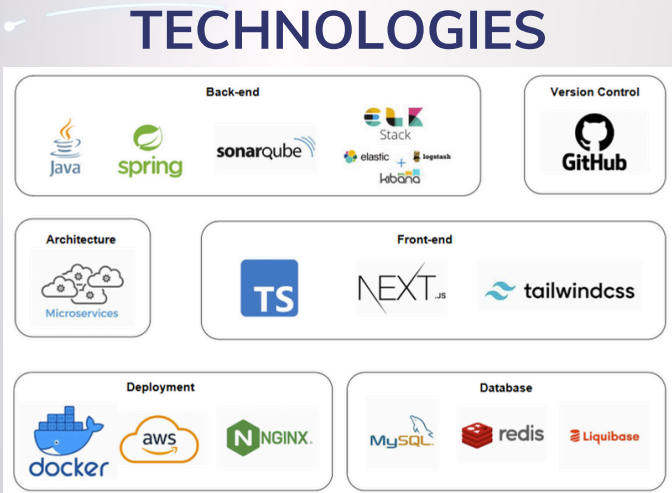 TECHNOLOGIES
Back-end
Java
spring
sonarqube
ELK
Stack
elastic + logstash
kibana
Version Control
GitHub
Architecture
Microservices
Front-end
TS
NEXT.JS
tailwindcss
Deployment
docker
aws
N NGINX.
Database
MySQL
redis
Liquibase